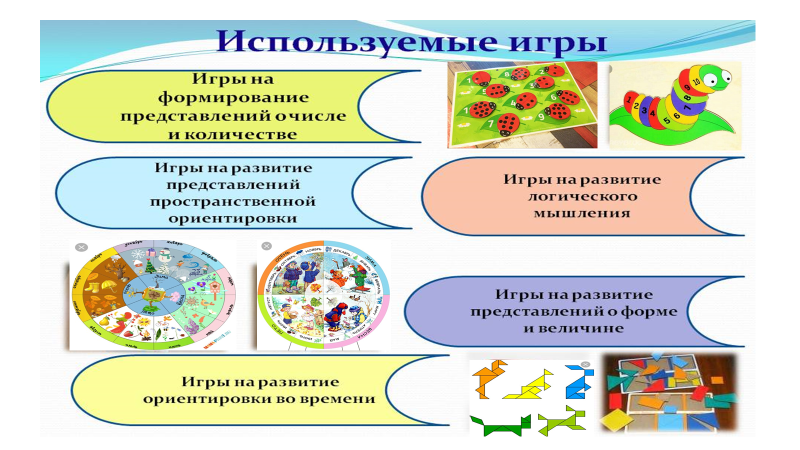 Используемые игры
Игры на
формирование
представлений о числе
и количестве
Игры на развитие
представлений
пространственной
ориентировки
Игры на развитие
логического
мышления
Игры на развитие
представлений о форме
и величине
Игры на развитие
ориентировки во времени